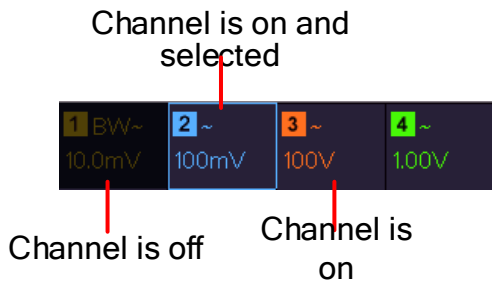 Channel is on and
selected
1 BW~ 2 ~ 3 ~ 4 ~
10.0mV 100mV 100V 1.00V
Channel is off
Channel is
on